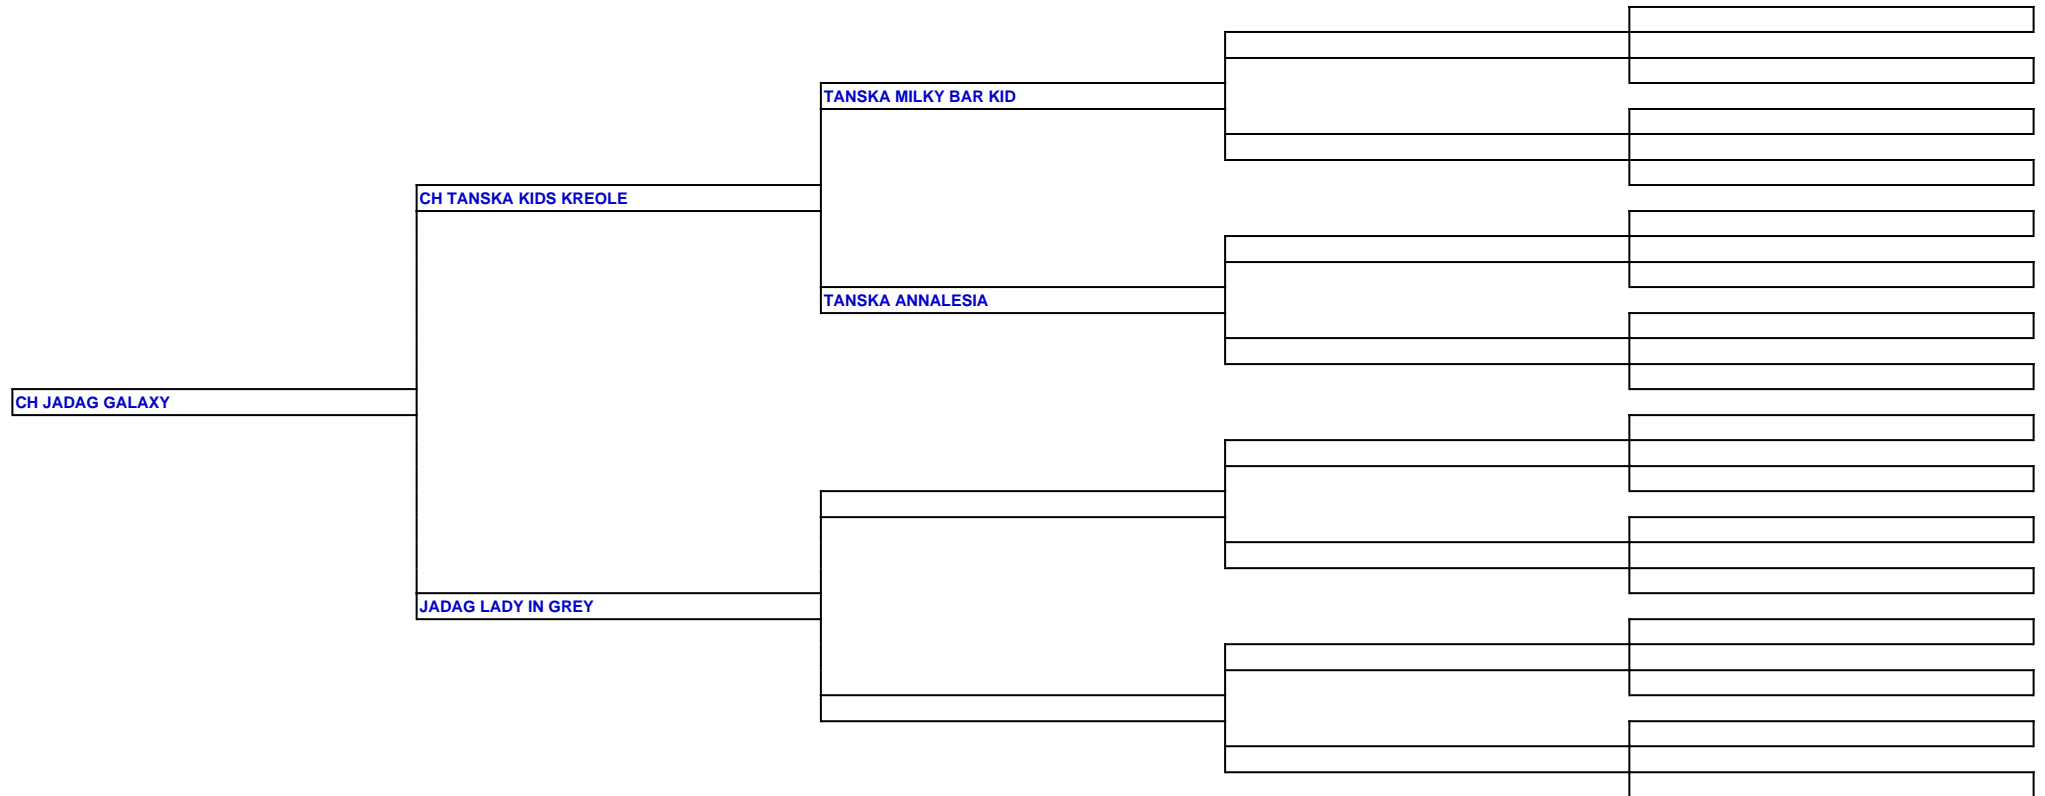 TANSKA MILKY BAR KID
CH TANSKA KIDS KREOLE
TANSKA ANNALESIA
CH JADAG GALAXY
JADAG LADY IN GREY